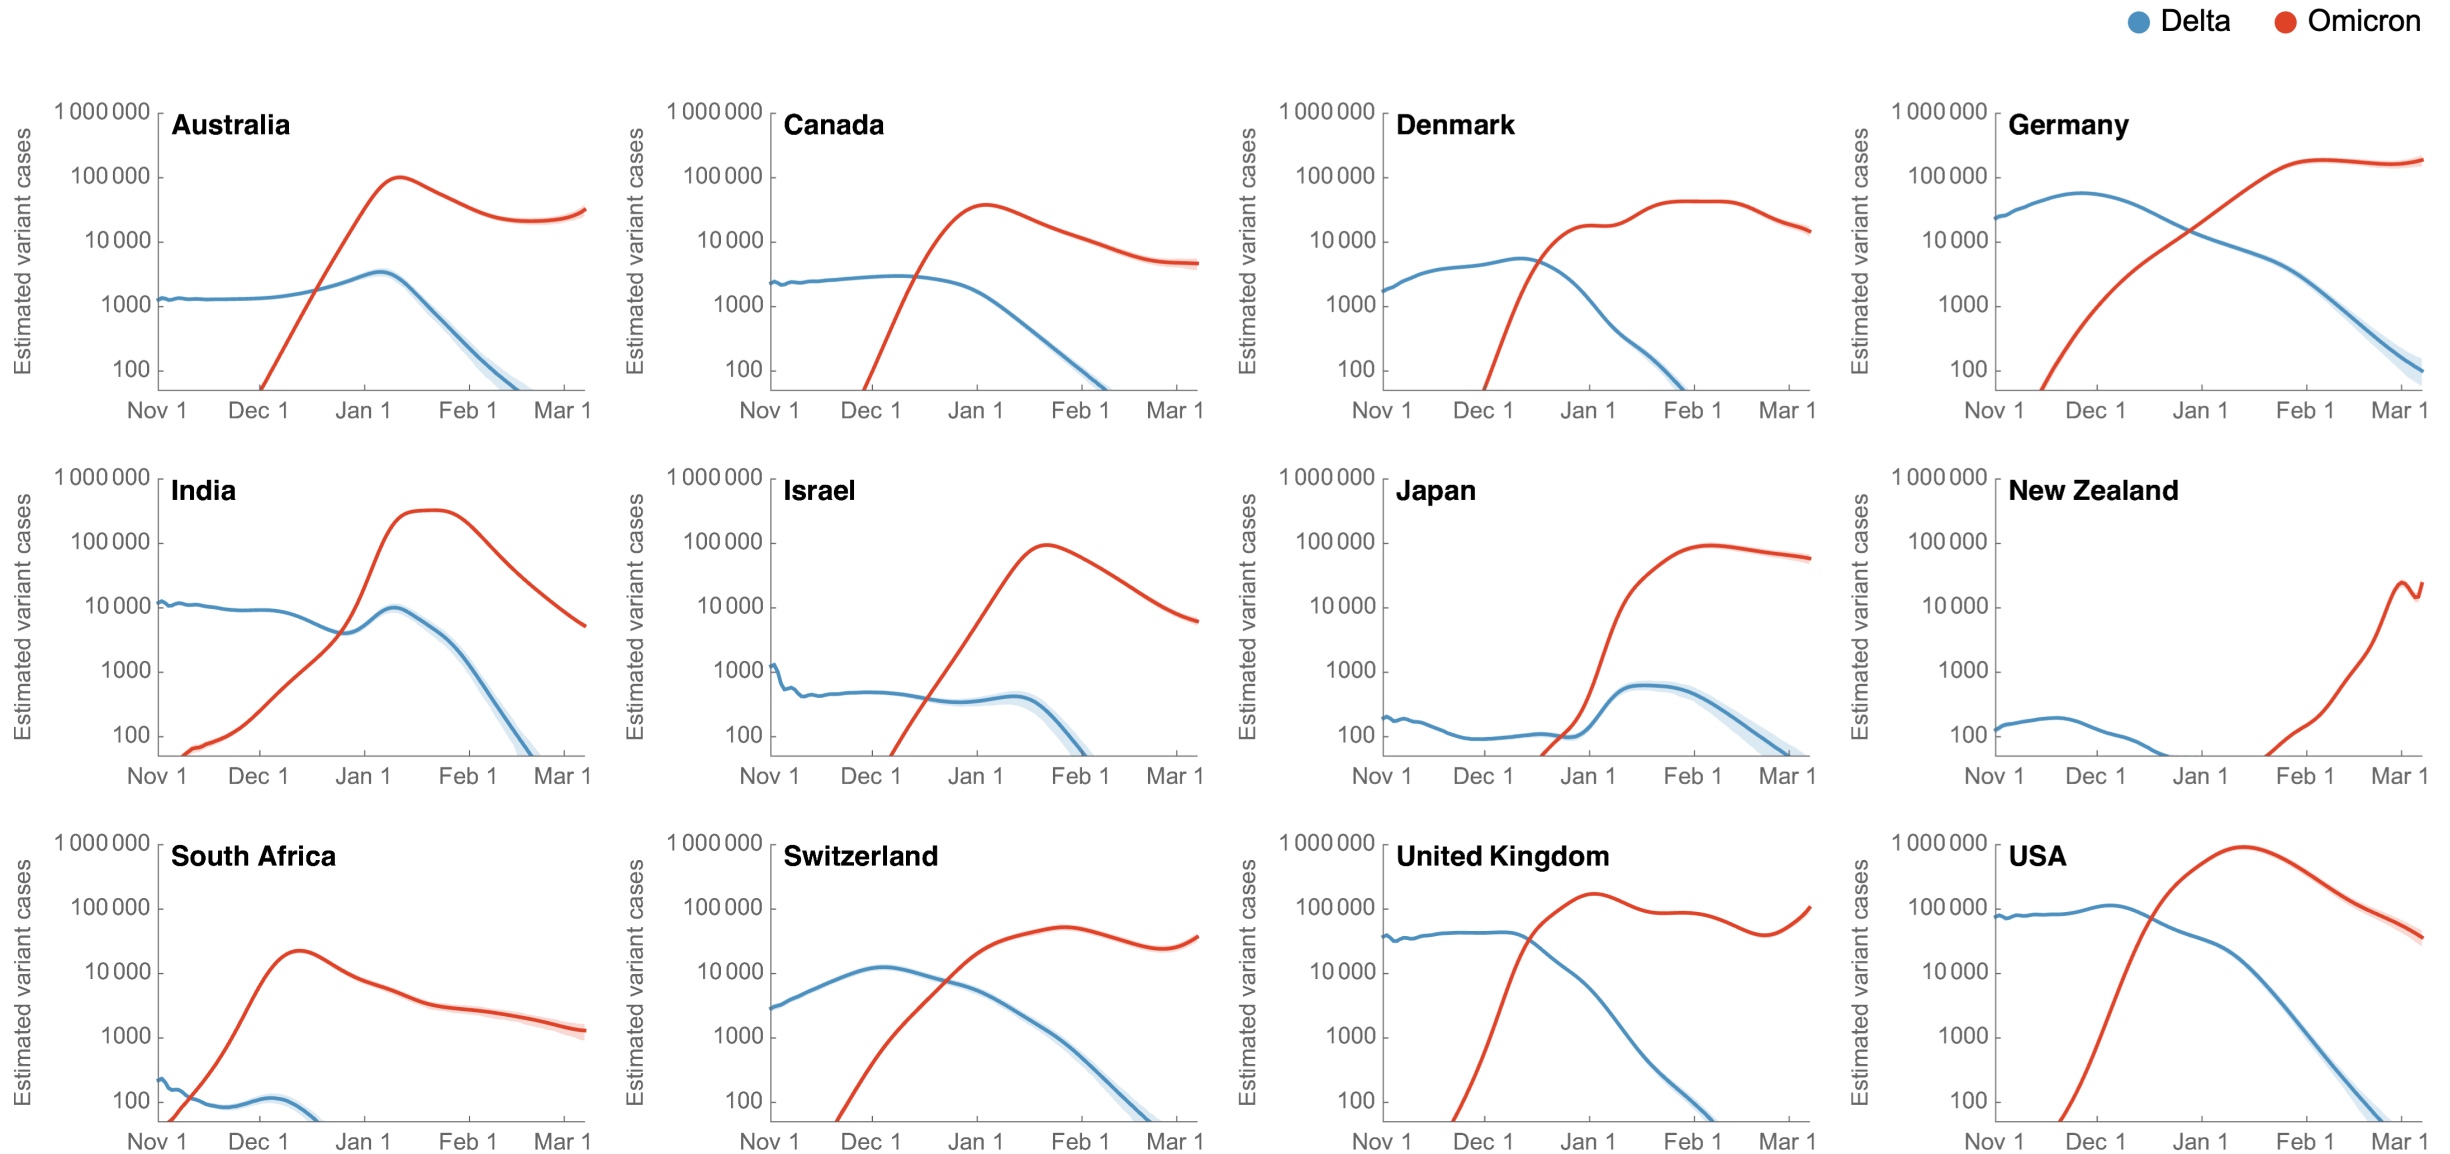 Delta Omicron
Australia
Estimated variant cases
1 000 000
100 000
10 000
1000
100
Nov 1 Dec 1 Jan 1 Feb 1 Mar 1
Canada
Estimated variant cases
1 000 000
100 000
10 000
1000
100
Nov 1 Dec 1 Jan 1 Feb 1 Mar 1
Denmark
Estimated variant cases
1 000 000
100 000
10 000
1000
100
Nov 1 Dec 1 Jan 1 Feb 1 Mar 1
Germany
Estimated variant cases
1 000 000
100 000
10 000
1000
100
Nov 1 Dec 1 Jan 1 Feb 1 Mar 1
India
Estimated variant cases
1 000 000
100 000
10 000
1000
100
Nov 1 Dec 1 Jan 1 Feb 1 Mar 1
Israel
Estimated variant cases
1 000 000
100 000
10 000
1000
100
Nov 1 Dec 1 Jan 1 Feb 1 Mar 1
Japan
Estimated variant cases
1 000 000
100 000
10 000
1000
100
Nov 1 Dec 1 Jan 1 Feb 1 Mar 1
New Zealand
Estimated variant cases
1 000 000
100 000
10 000
1000
100
Nov 1 Dec 1 Jan 1 Feb 1 Mar 1
South Africa
Estimated variant cases
1 000 000
100 000
10 000
1000
100
Nov 1 Dec 1 Jan 1 Feb 1 Mar 1
Switzerland
Estimated variant cases
1 000 000
100 000
10 000
1000
100
Nov 1 Dec 1 Jan 1 Feb 1 Mar 1
United Kingdom
Estimated variant cases
1 000 000
100 000
10 000
1000
100
Nov 1 Dec 1 Jan 1 Feb 1 Mar 1
USA
Estimated variant cases
1 000 000
100 000
10 000
1000
100
Nov 1 Dec 1 Jan 1 Feb 1 Mar 1